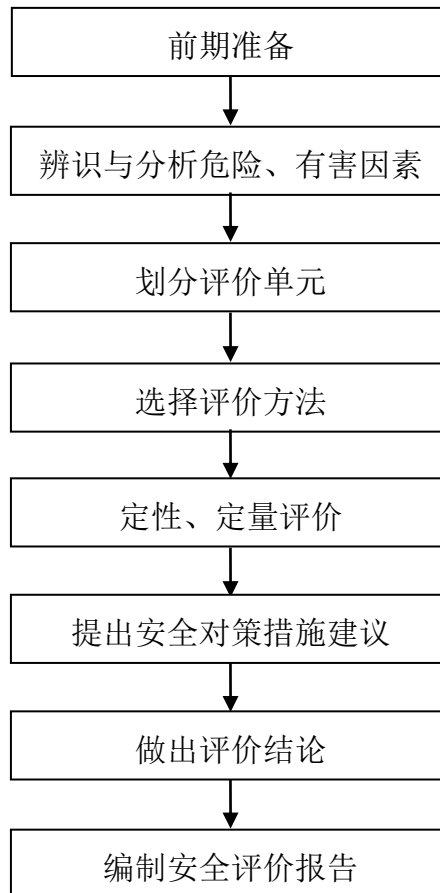 前期准备
辨识与分析危险、有害因素
划分评价单元
选择评价方法
定性、定量评价
提出安全对策措施建议
做出评价结论
编制安全评价报告